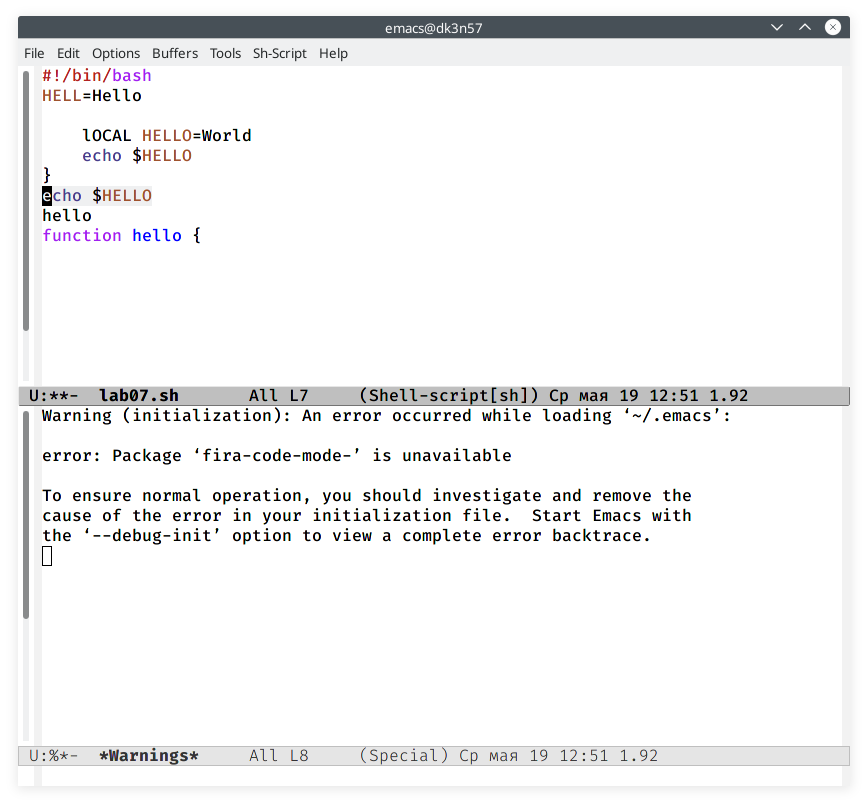 emacs@dk3n57
File Edit Options Buffers Tools Sh-Script Help
#!/bin/bash
HELL=Hello
lOCAL HELLO=World
echo $HELLO
}
echo $HELLO
hello
function hello {
U:**- lab07.sh All L7 (Shell-script[sh]) Ср мая 19 12:51 1.92
Warning (initialization): An error occurred while loading ‘~/.emacs’:
error: Package ‘fira-code-mode-’ is unavailable
To ensure normal operation, you should investigate and remove the
cause of the error in your initialization file. Start Emacs with
the ‘--debug-init’ option to view a complete error backtrace.
U:%*- *Warnings* All L8 (Special) Ср мая 19 12:51 1.92